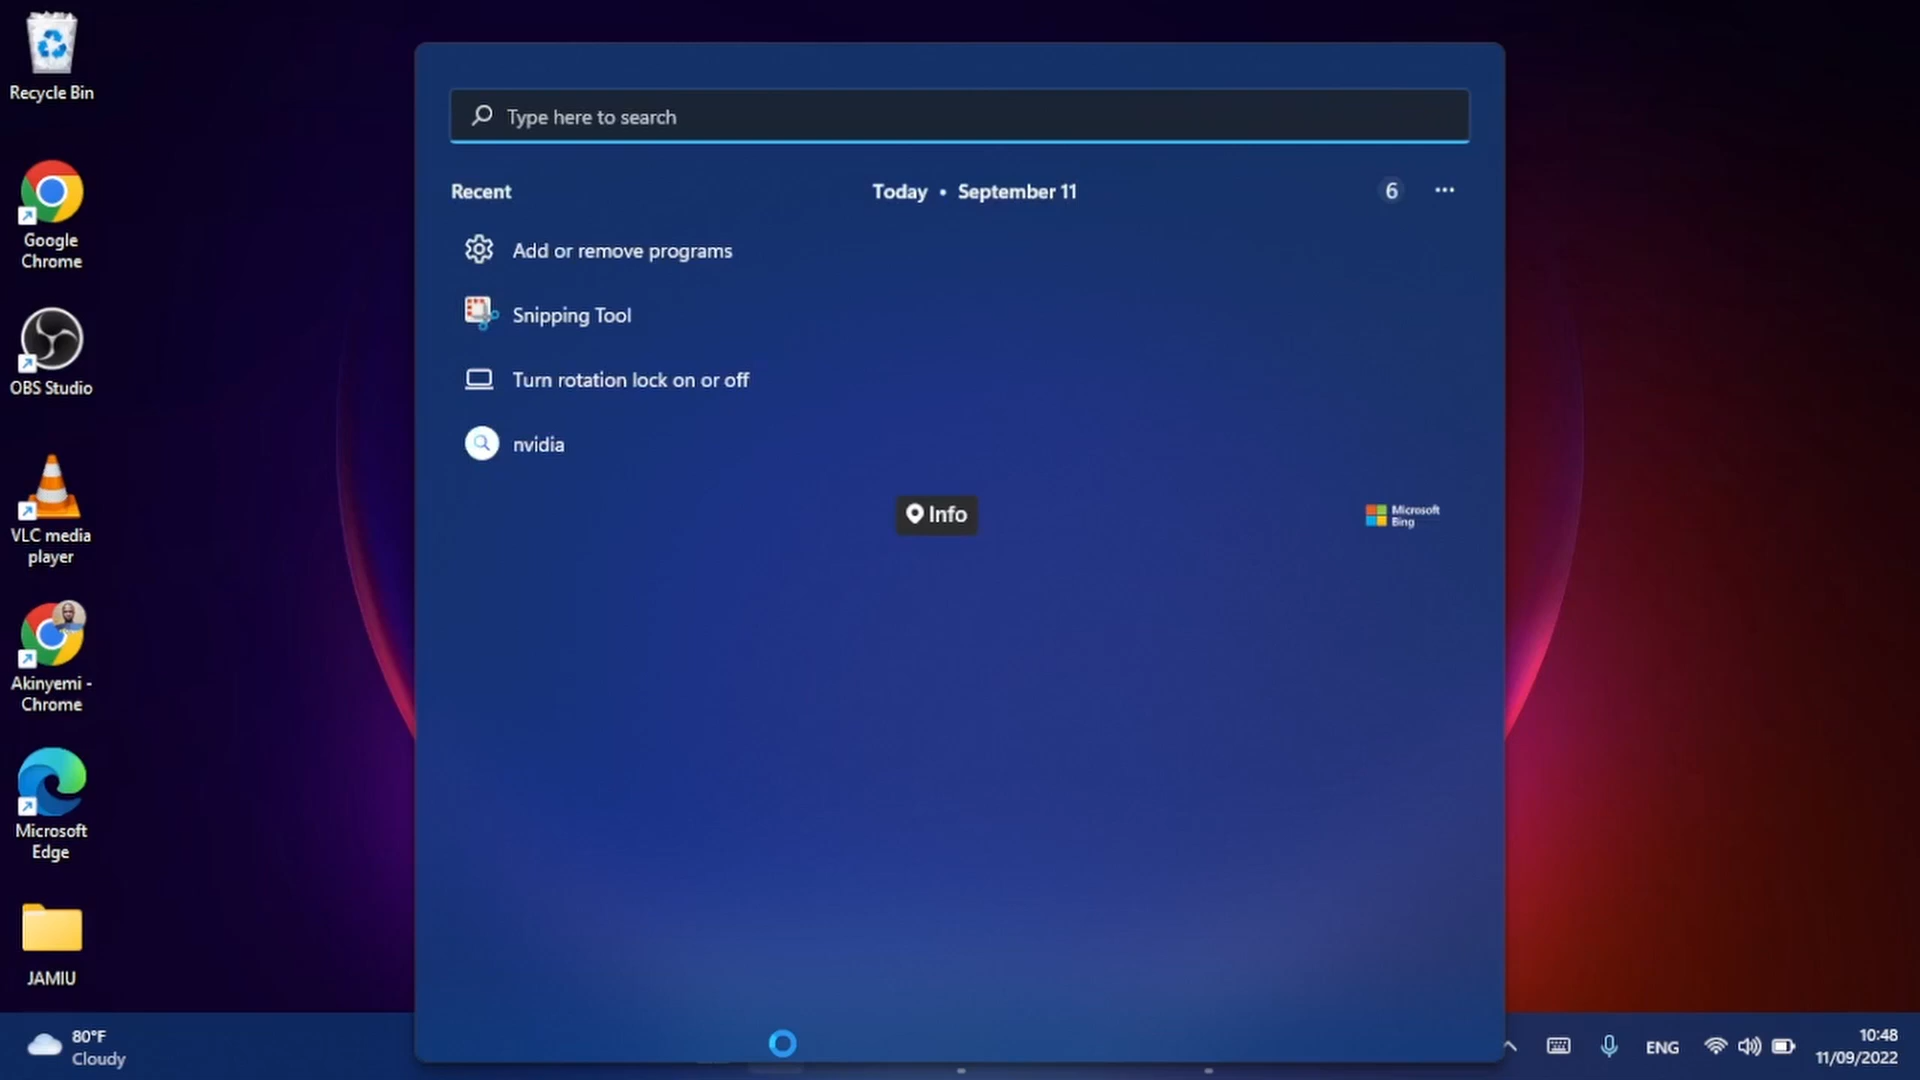 Recycle Bin
Google
Chrome
OBS Studio
VLC media
player
Akinyemi -
Chrome
Microsoft
Edge
JAMIU
Type here to search
Recent
Today • September 11
6
Add or remove programs
Snipping Tool
Turn rotation lock on or off
nvidia
Info
Microsoft
Bing
80°F
Cloudy
ENG
10:48
11/09/2022